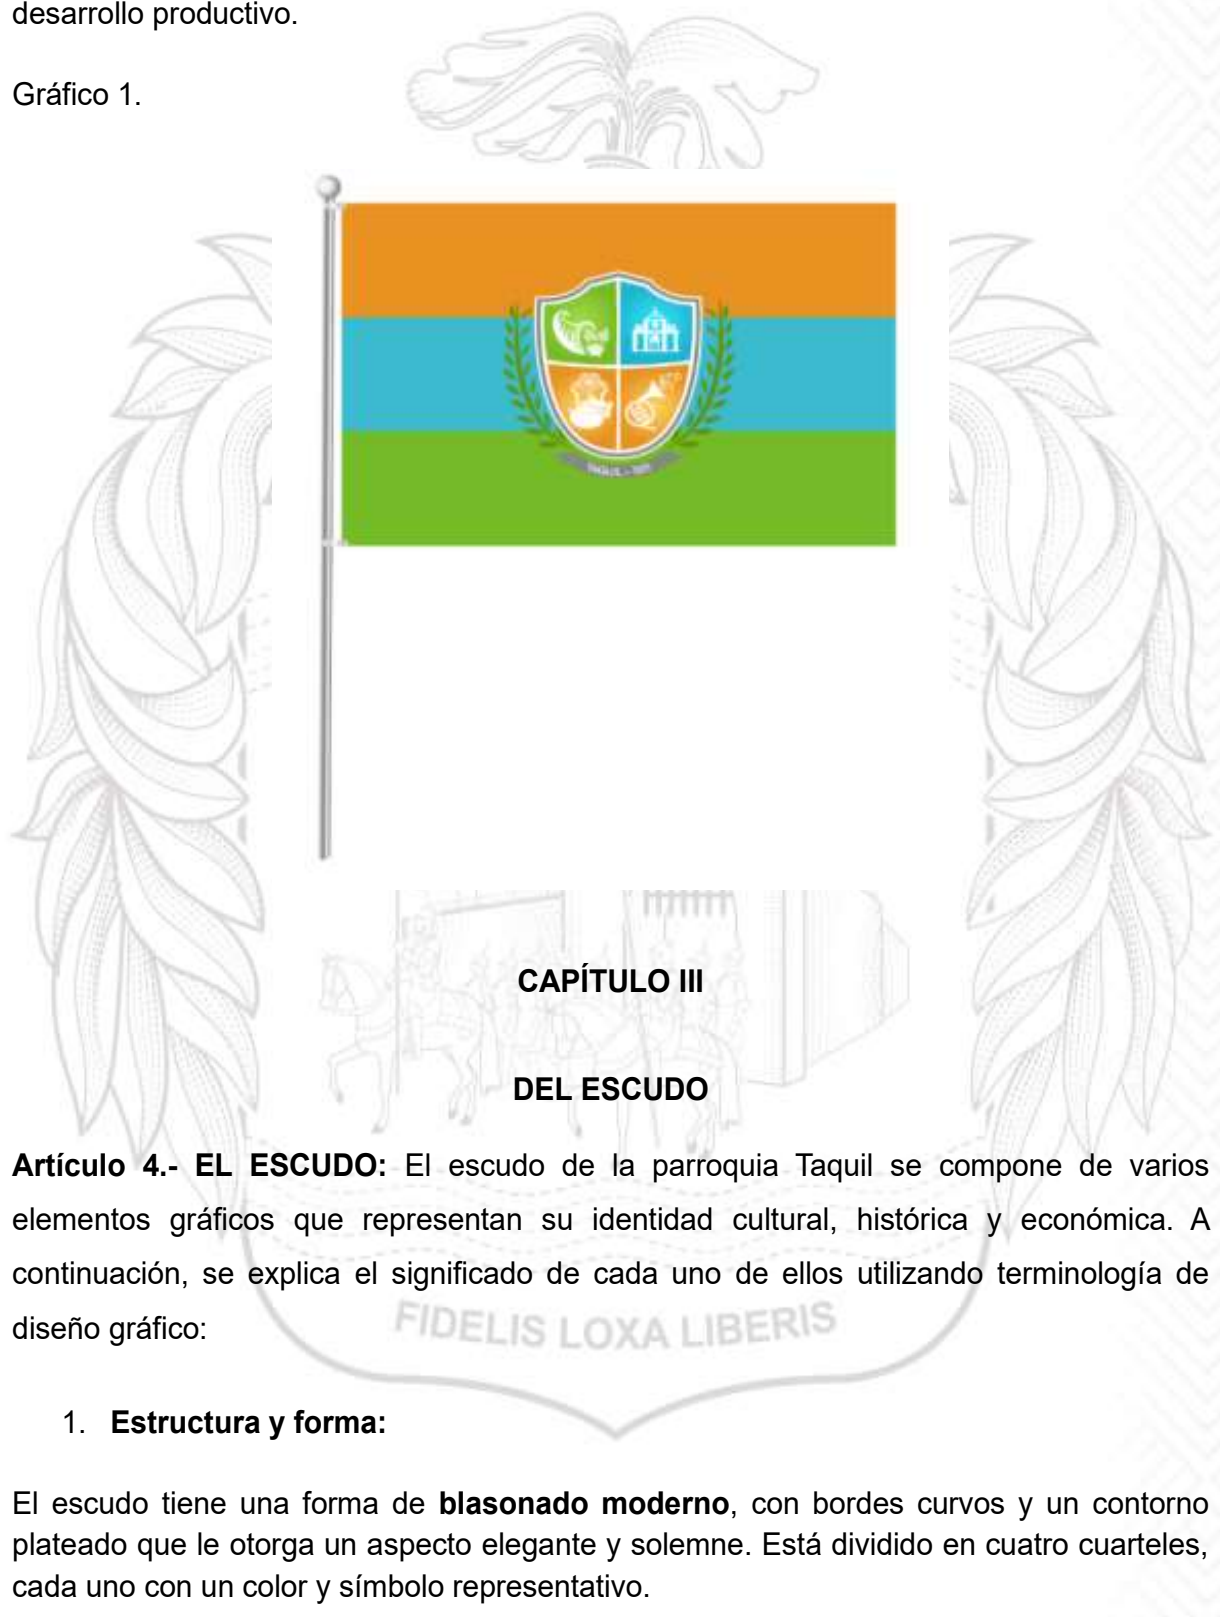 desarrollo productivo.
Gráfico 1.
CAPÍTULO III
DEL ESCUDO
Artículo 4.- EL ESCUDO: El escudo de la parroquia Taquil se compone de varios
elementos gráficos que representan su identidad cultural, histórica y económica. A
continuación, se explica el significado de cada uno de ellos utilizando terminología de
diseño gráfico:
FIDELIS LOXA LIBERIS
1. Estructura y forma:
El escudo tiene una forma de blasonado moderno, con bordes curvos y un contorno
plateado que le otorga un aspecto elegante y solemne. Está dividido en cuatro cuarteles,
cada uno con un color y símbolo representativo.